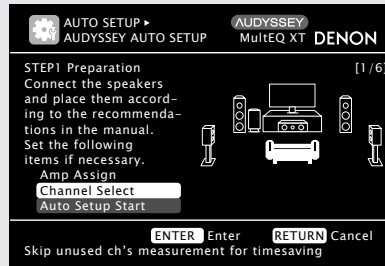 AUTO SETUP ▸
AUDYSSEY AUTO SETUP
AUDYSSEY
MultEQ XT
DENON
STEP1 Preparation
[1/6]
Connect the speakers
and place them accord-
ing to the recommenda-
tions in the manual.
Set the following
items if necessary.
Amp Assign
Channel Select
Auto Setup Start
ENTER Enter RETURN Cancel
Skip unused ch's measurement for timesaving